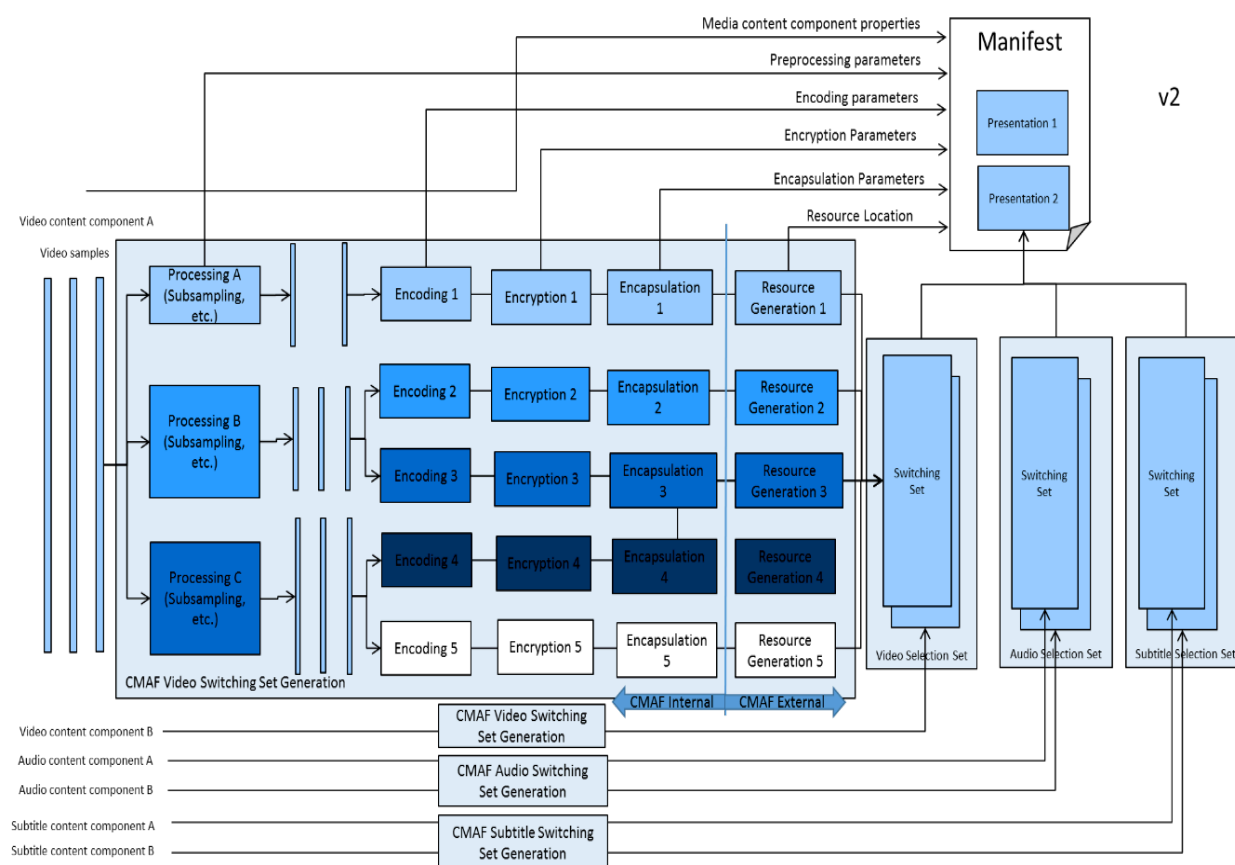 Media content component properties
Manifest
Preprocessing parameters
v2
Encoding parameters
Presentation 1
Encryption Parameters
Encapsulation Parameters
Presentation 2
Resource Location
Video content component A
Video samples
Processing A
(Subsampling,
etc.)
Encoding 1
Encryption 1
Encapsulation
1
Resource
Generation 1
Processing B
(Subsampling,
etc.)
Encoding 2
Encryption 2
Encapsulation
2
Resource
Generation 2
Encoding 3
Encryption 3
Encapsulation
3
Resource
Generation 3
Processing C
(Subsampling,
etc.)
Encoding 4
Encryption 4
Encapsulation
4
Resource
Generation 4
Encoding 5
Encryption 5
Encapsulation
5
Resource
Generation 5
CMAF Video Switching Set Generation
CMAF Internal
CMAF External
Switching
Set
Video Selection Set
Switching
Set
Audio Selection Set
Switching
Set
Subtitle Selection Set
Video content component B
CMAF Video Switching
Set Generation
Audio content component A
Audio content component B
CMAF Audio Switching
Set Generation
Subtitle content component A
Subtitle content component B
CMAF Subtitle Switching
Set Generation